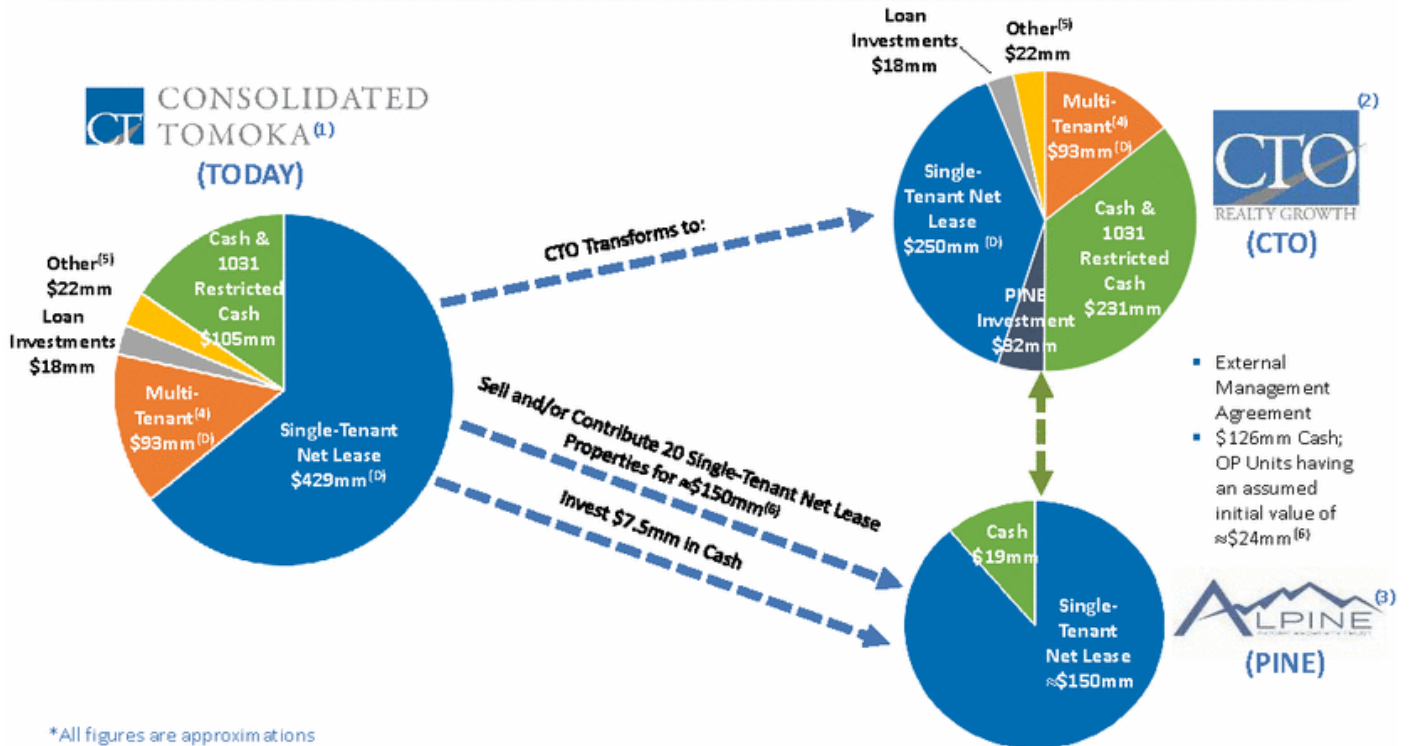 CT
CONSOLIDATED
TOMOKA(1)
(TODAY)
Cash &
1031
Restricted
Cash
$105mm
Other(5)
$22mm
Loan
Investments
$18mm
Multi-
Tenant(4)
$93mm(D)
Single-Tenant
Net Lease
$429mm(D)
CTO Transforms to:
Sell and/or Contribute 20 Single-Tenant Net Lease
Properties for ≈$150mm(6)
Invest $7.5mm in Cash
Loan
Investments
$18mm
Other(5)
$22mm
Multi-
Tenant(4)
$93mm(D)
Single-
Tenant Net
Lease
$250mm(D)
Cash &
1031
Restricted
Cash
$231mm
PINE
Investment
$32mm
(2)
CTO
REALTY GROWTH
(CTO)
▪ External
Management
Agreement
▪ $126mm Cash;
OP Units having
an assumed
initial value of
≈$24mm(6)
Cash
$19mm
Single-
Tenant
Net Lease
≈$150mm
ALPINE
(3)
(PINE)
*All figures are approximations